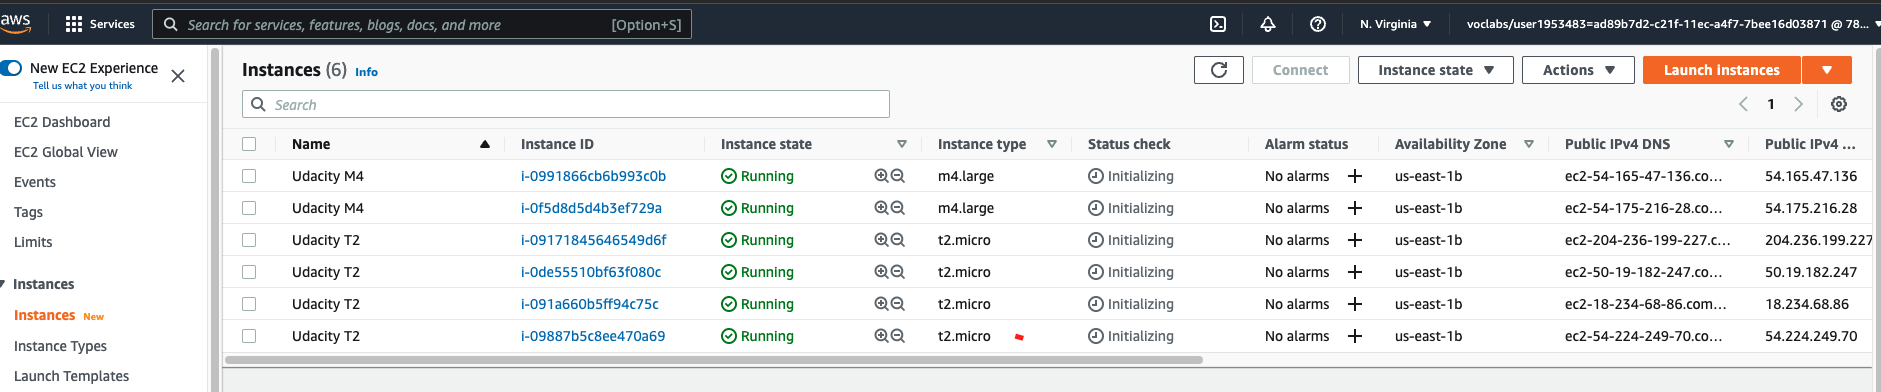 aws Services Search for services, features, blogs, docs, and more [Option+S] N. Virginia voclabs/user1953483=ad89b7d2-c21f-11ec-a4f7-7bee16d03871 @ 78...
New EC2 Experience
Tell us what you think
EC2 Dashboard
EC2 Global View
Events
Tags
Limits
Instances
Instances New
Instance Types
Launch Templates
Instances (6) Info Connect Instance state Actions Launch instances
Search 1
Name Instance ID Instance state Instance type Status check Alarm status Availability Zone Public IPv4 DNS Public IPv4 ...
Udacity M4 i-0991866cb6b993c0b Running m4.large Initializing No alarms + us-east-1b ec2-54-165-47-136.co... 54.165.47.136
Udacity M4 i-0f5d8d5d4b3ef729a Running m4.large Initializing No alarms + us-east-1b ec2-54-175-216-28.co... 54.175.216.28
Udacity T2 i-09171845646549d6f Running t2.micro Initializing No alarms + us-east-1b ec2-204-236-199-227.c... 204.236.199.227
Udacity T2 i-0de55510bf63f080c Running t2.micro Initializing No alarms + us-east-1b ec2-50-19-182-247.co... 50.19.182.247
Udacity T2 i-091a660b5ff94c75c Running t2.micro Initializing No alarms + us-east-1b ec2-18-234-68-86.com... 18.234.68.86
Udacity T2 i-09887b5c8ee470a69 Running t2.micro Initializing No alarms + us-east-1b ec2-54-224-249-70.co... 54.224.249.70